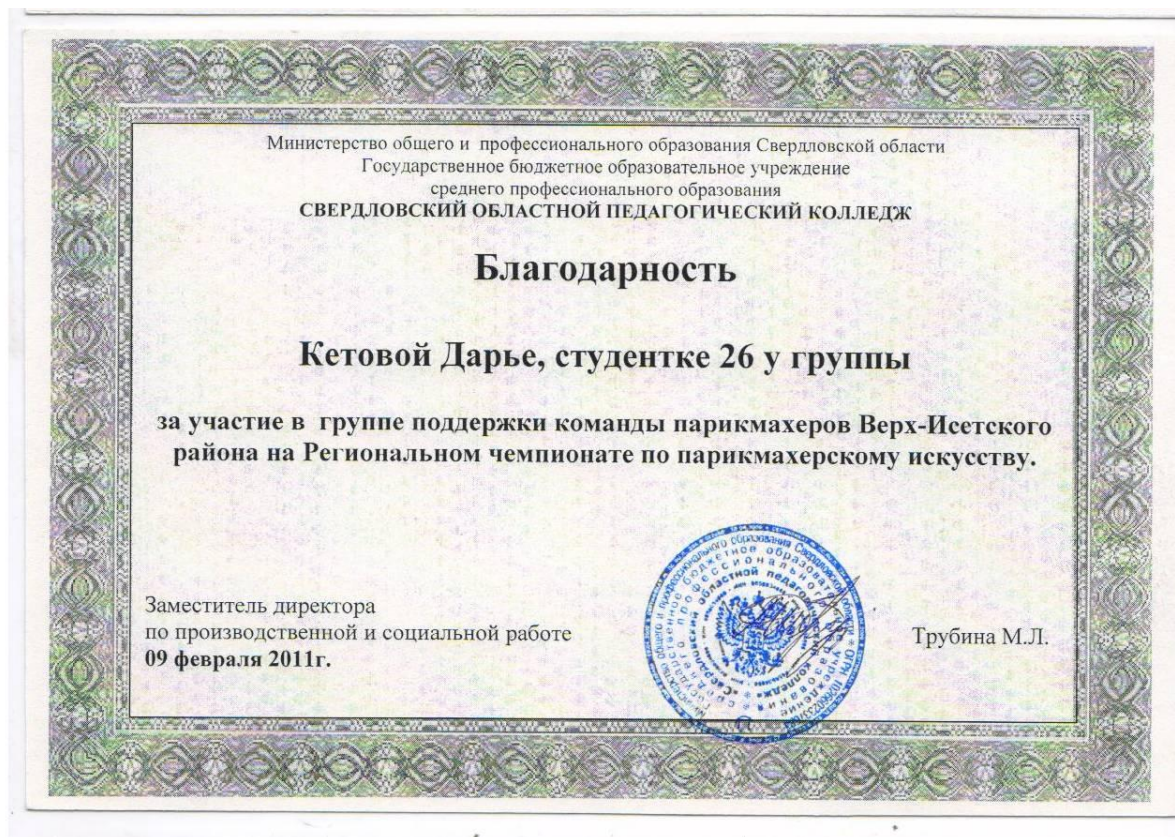 Министерство общего и профессионального образования Свердловской области
Государственное бюджетное образовательное учреждение
среднего профессионального образования
СВЕРДЛОВСКИЙ ОБЛАСТНОЙ ПЕДАГОГИЧЕСКИЙ КОЛЛЕДЖ
Благодарность
Кетовой Дарье, студентке 26 у группы
за участие в группе поддержки команды парикмахеров Верх-Исетского
района на Региональном чемпионате по парикмахерскому искусству.
Заместитель директора
по производственной и социальной работе
09 февраля 2011г.
Трубина М.Л.